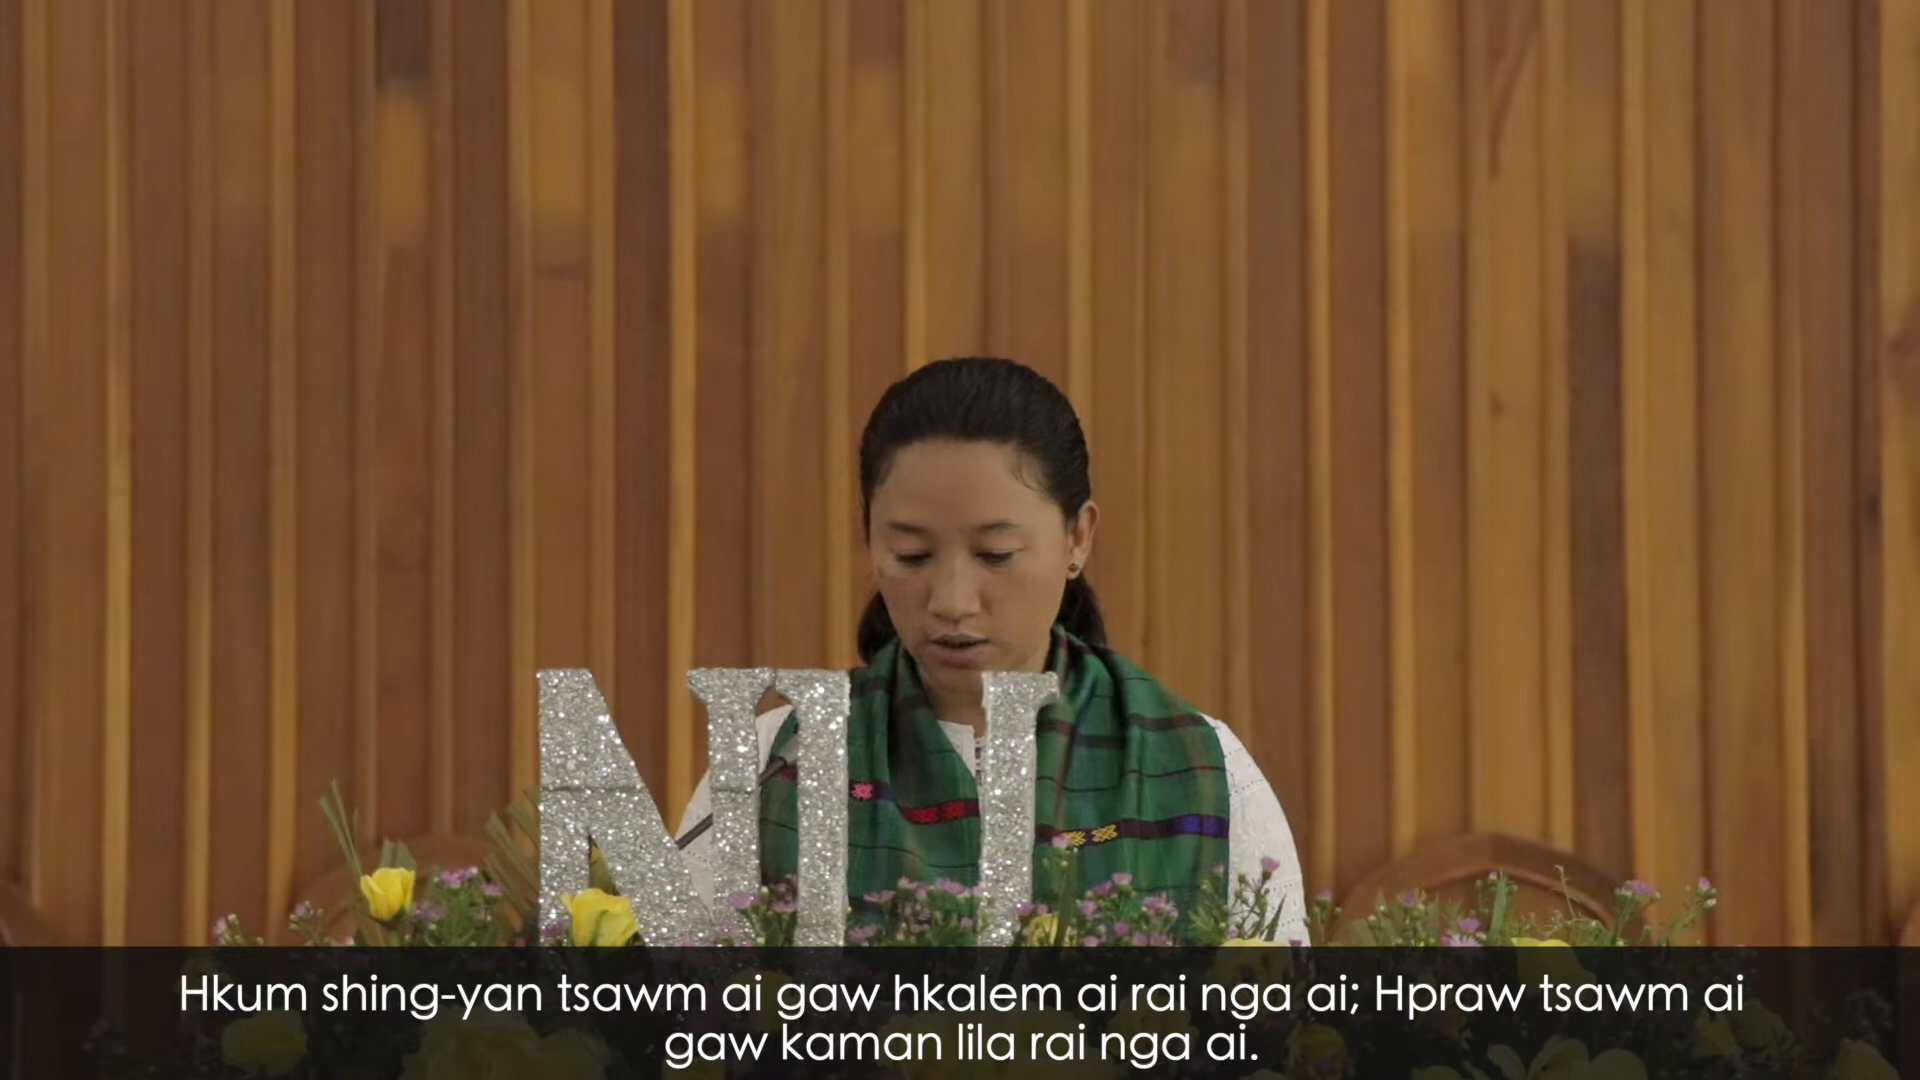 NU
Hkum shing-yan tsawm ai gaw hkalem ai rai nga ai; Hpraw tsawm ai
gaw kaman lila rai nga ai.